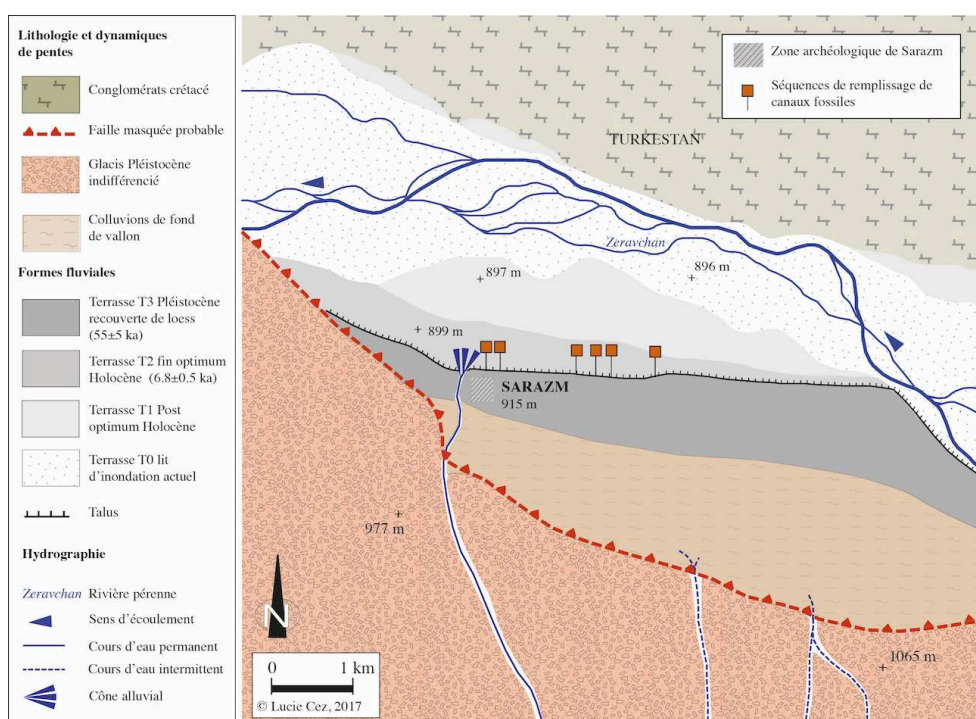 Lithologie et dynamiques
de pentes
Conglomérats crétacé
Faille masquée probable
Glacis Pléistocène
indifférencié
Colluvions de fond
de vallon
Formes fluviales
Terrasse T3 Pléistocène
recouverte de loess
(55±5 ka)
Terrasse T2 fin optimum
Holocène (6.8±0.5 ka)
Terrasse T1 Post
optimum Holocène
Terrasse T0 lit
d'inondation actuel
Talus
Hydrographie
Zeravchan Rivière pérenne
Sens d'écoulement
Cours d'eau permanent
Cours d'eau intermittent
Cône alluvial
Zone archéologique de Sarazm
Séquences de remplissage de
canaux fossiles
TURKESTAN
Zeravchan
897 m
896 m
899 m
SARAZM
915 m
977 m
1065 m
N
0 1 km
© Lucie Cez, 2017